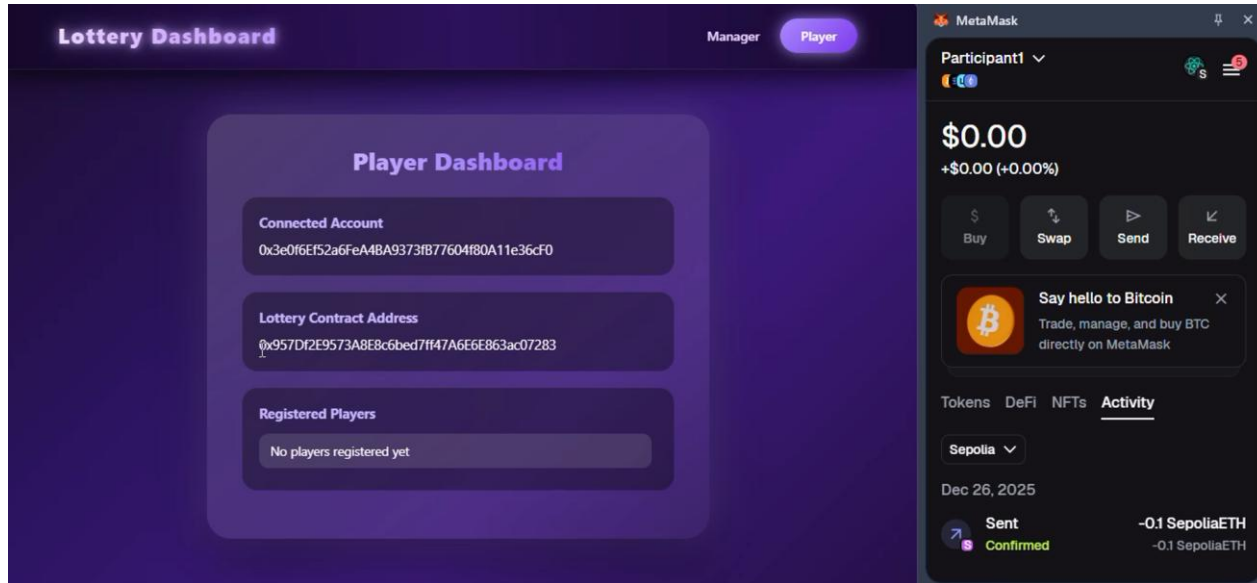 Lottery Dashboard
Manager
Player
Player Dashboard
Connected Account
0x3e0f6Ef52a6FeA4BA9373fB77604f80A11e36cF0
Lottery Contract Address
0x957Df2E9573A8E8c6bed7ff47A6E6E863ac07283
Registered Players
No players registered yet
MetaMask
Participant1
S
5
$0.00
+$0.00 (+0.00%)
$
Buy
Swap
Send
Receive
Say hello to Bitcoin
Trade, manage, and buy BTC
directly on MetaMask
Tokens DeFi NFTs Activity
Sepolia
Dec 26, 2025
Sent -0.1 SepoliaETH
S
Confirmed -0.1 SepoliaETH